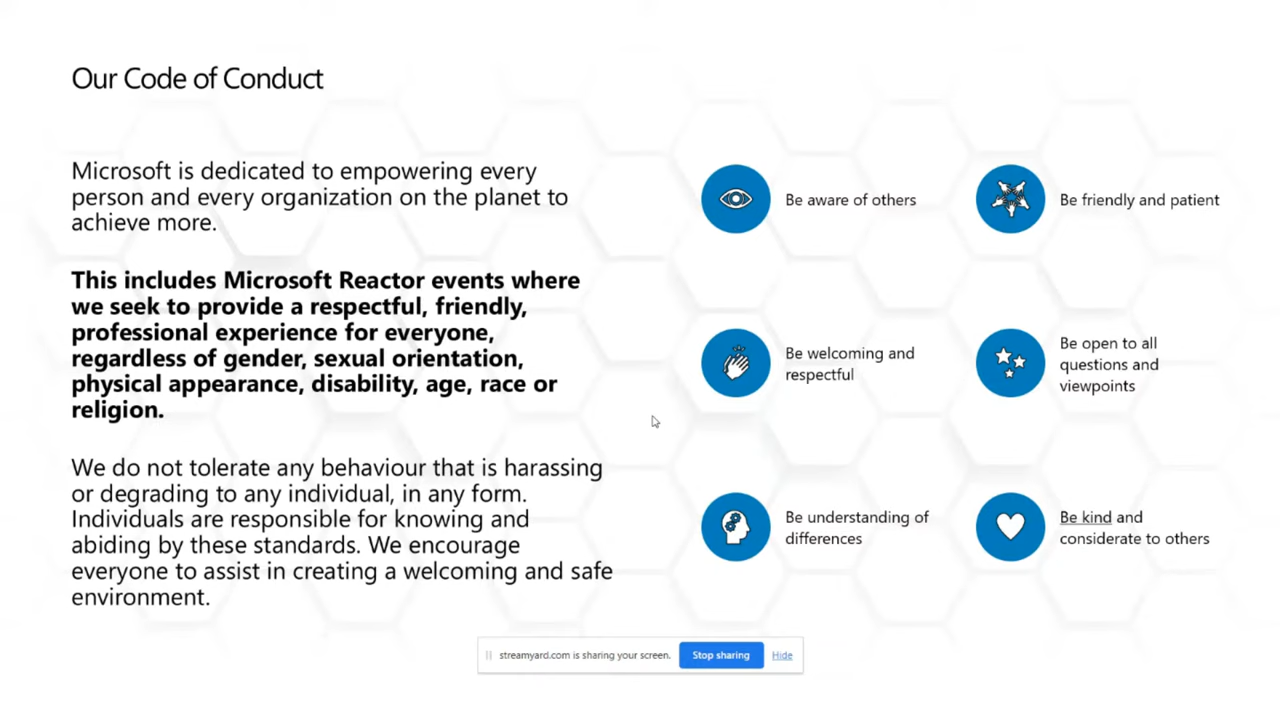 Our Code of Conduct
Microsoft is dedicated to empowering every
person and every organization on the planet to
achieve more.
This includes Microsoft Reactor events where
we seek to provide a respectful, friendly,
professional experience for everyone,
regardless of gender, sexual orientation,
physical appearance, disability, age, race or
religion.
We do not tolerate any behaviour that is harassing
or degrading to any individual, in any form.
Individuals are responsible for knowing and
abiding by these standards. We encourage
everyone to assist in creating a welcoming and safe
environment.
Be aware of others
Be friendly and patient
Be welcoming and
respectful
Be open to all
questions and
viewpoints
Be understanding of
differences
Be kind and
considerate to others
streamyard.com is sharing your screen.
Stop sharing
Hide